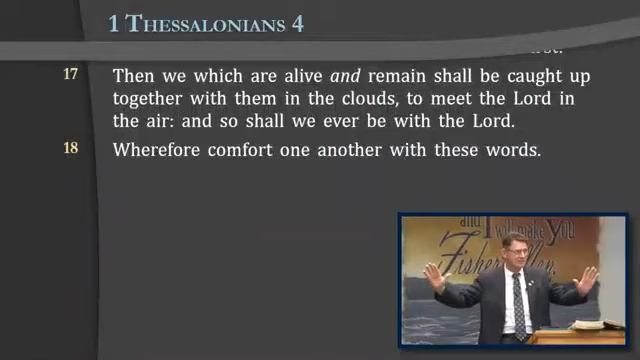 1 Thessalonians 4
17 Then we which are alive and remain shall be caught up
together with them in the clouds, to meet the Lord in
the air: and so shall we ever be with the Lord.
18 Wherefore comfort one another with these words.
and I will make you
Fishers
Men